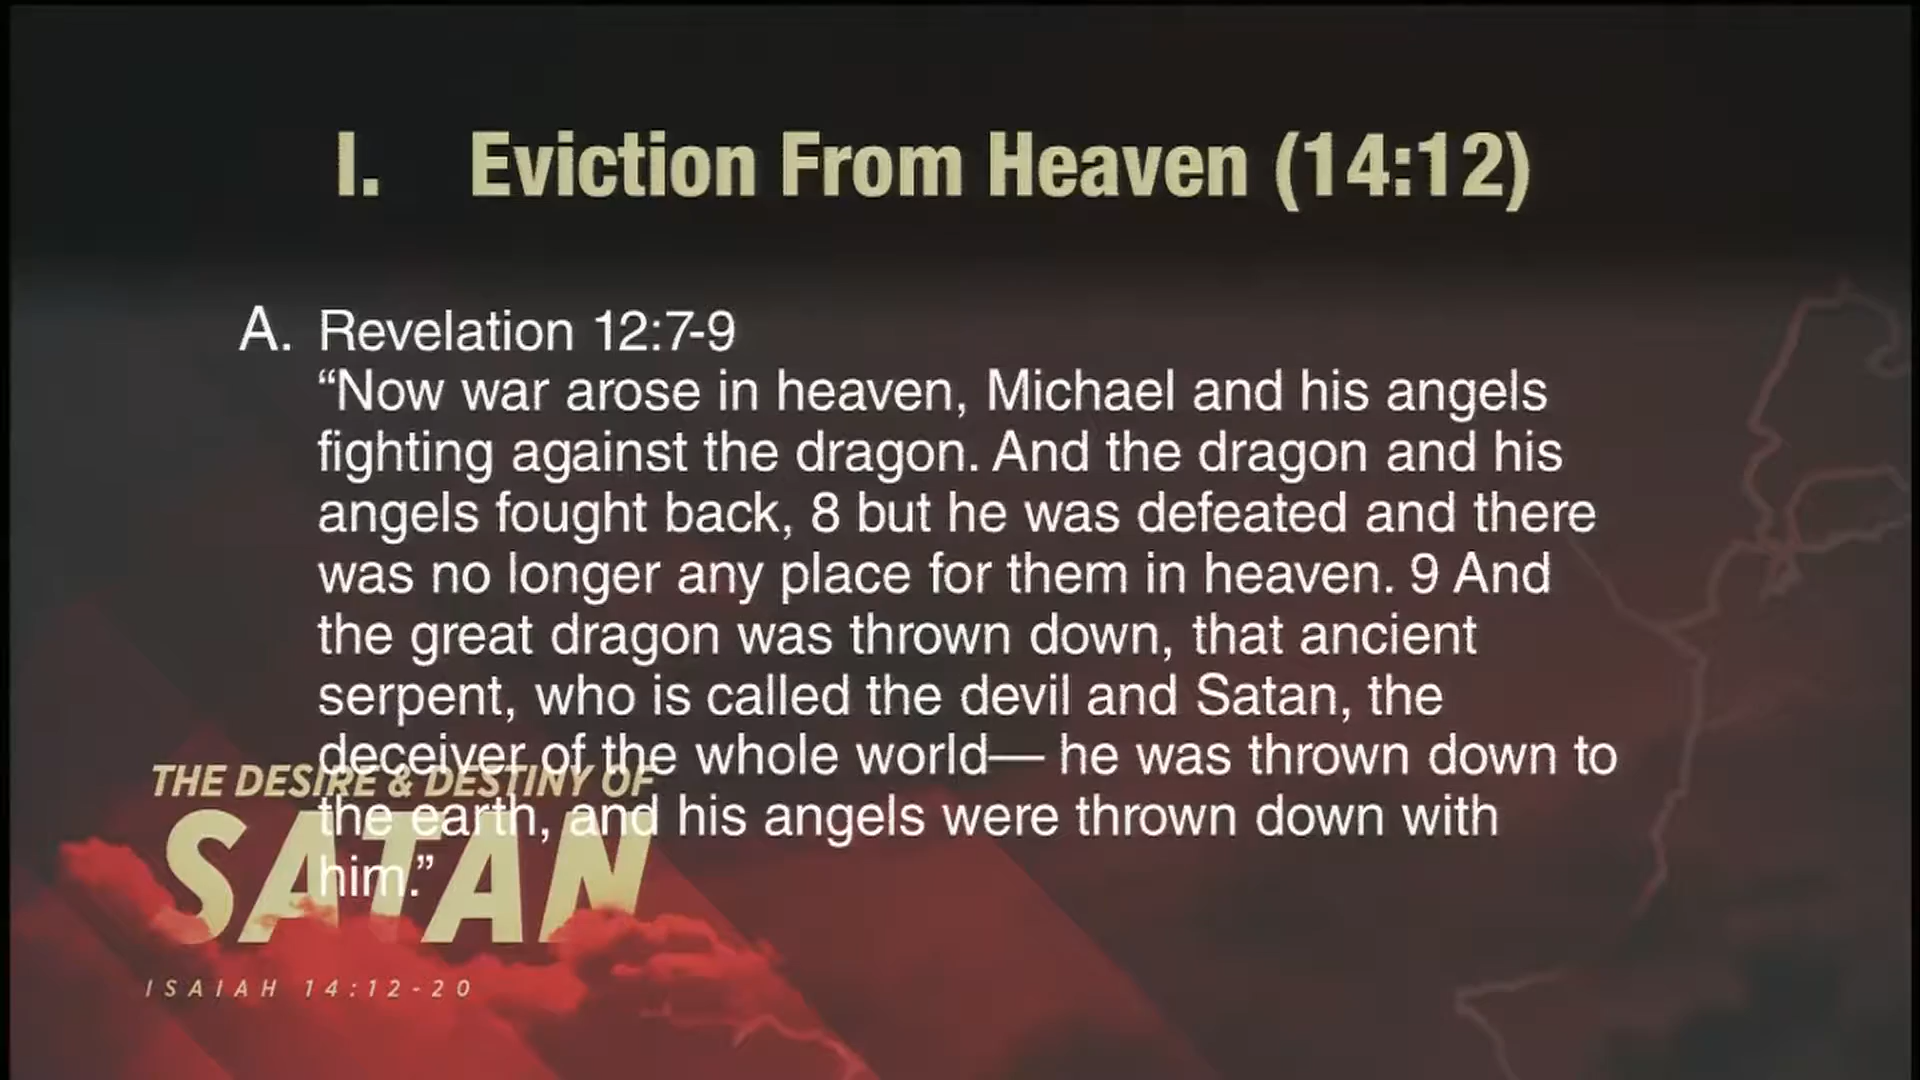 I. Eviction From Heaven (14:12)
A. Revelation 12:7-9
“Now war arose in heaven, Michael and his angels
fighting against the dragon. And the dragon and his
angels fought back, 8 but he was defeated and there
was no longer any place for them in heaven. 9 And
the great dragon was thrown down, that ancient
serpent, who is called the devil and Satan, the
deceiver of the whole world— he was thrown down to
the earth, and his angels were thrown down with
him.”
THE DESIRE & DESTINY OF
SATAN
ISAIAH 14:12-20